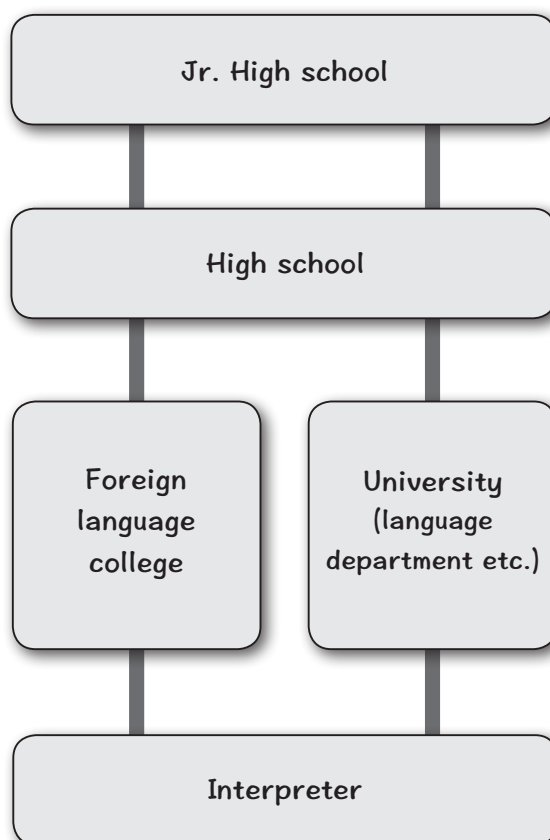 Jr. High school
High school
Foreign
language
college
University
(language
department etc.)
Interpreter